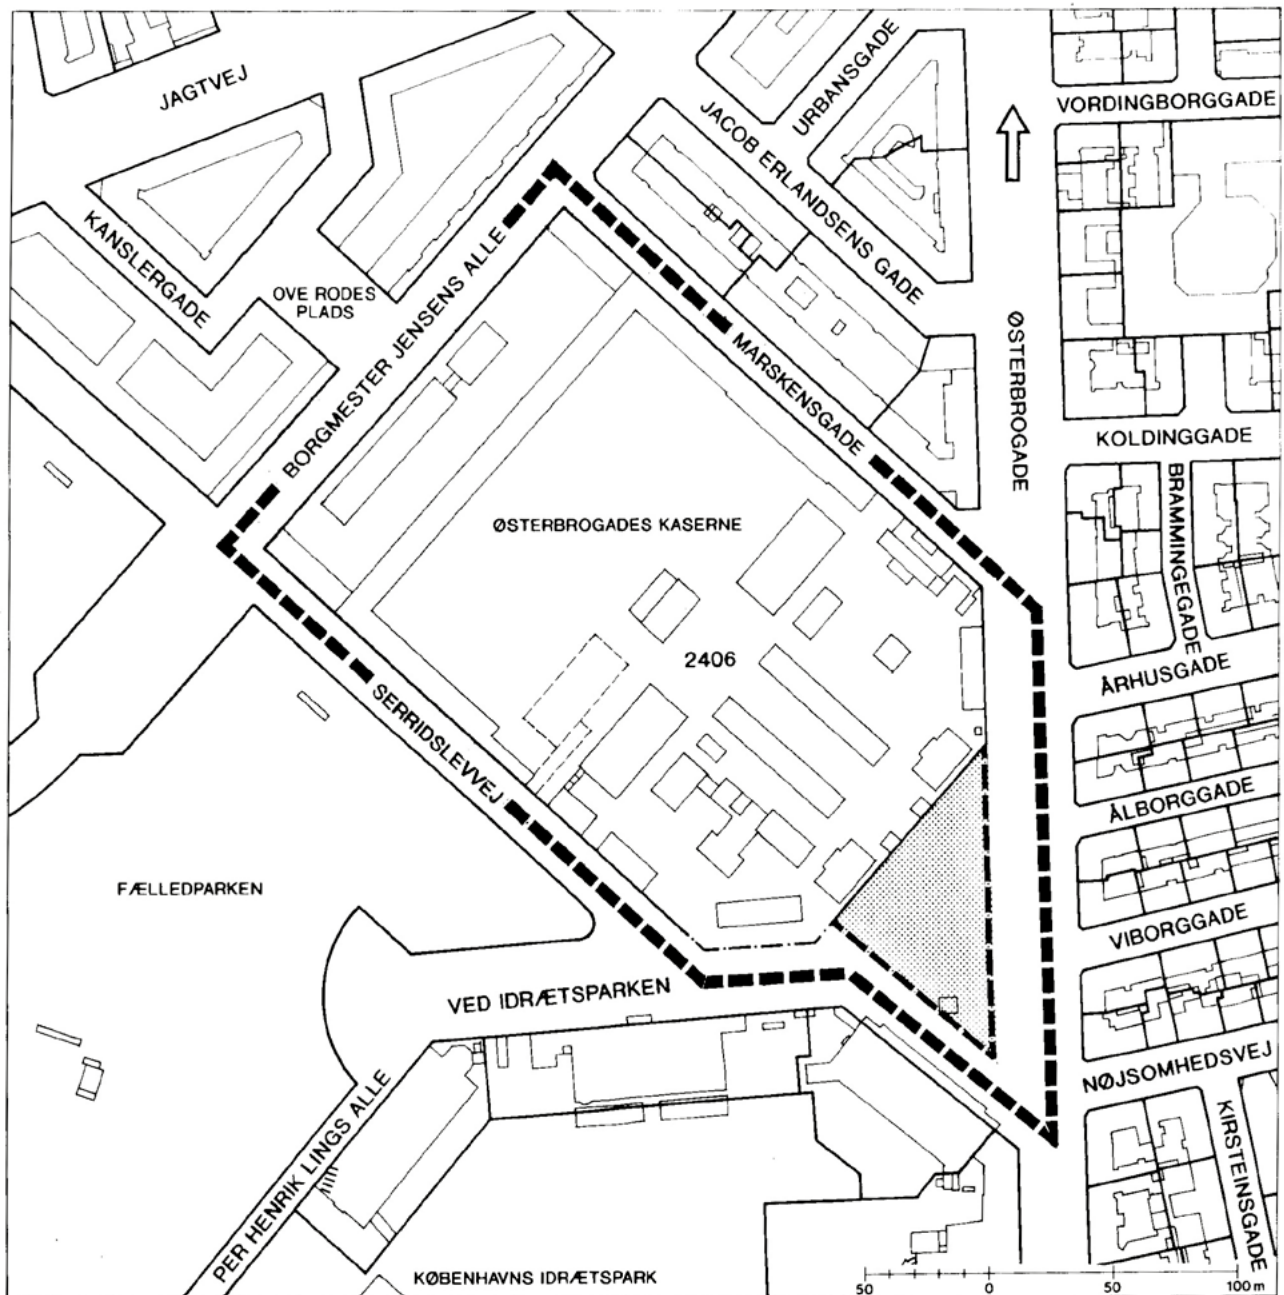 JAGTVEJ
URBANSGADE
VORDINGBORGGADE
JACOB ERLANDSENS GADE
KANSLERGADE
OVE RODES
PLADS
BORGMESTER JENSENS ALLE
MARSKENSGADE
ØSTERBROGADE
KOLDINGGADE
BRAMMINGEGADE
ØSTERBROGADES KASERNE
2406
ÅRHUSGADE
SERRIDSLEVVEJ
ÅLBORGGADE
FÆLLEDPARKEN
VIBORGGADE
VED IDRÆTSPARKEN
NØJSOMHEDSVEJ
KIRSTEINSGADE
PER HENRIK LINGS ALLE
KØBENHAVNS IDRÆTSPARK
50 0 50 100 m